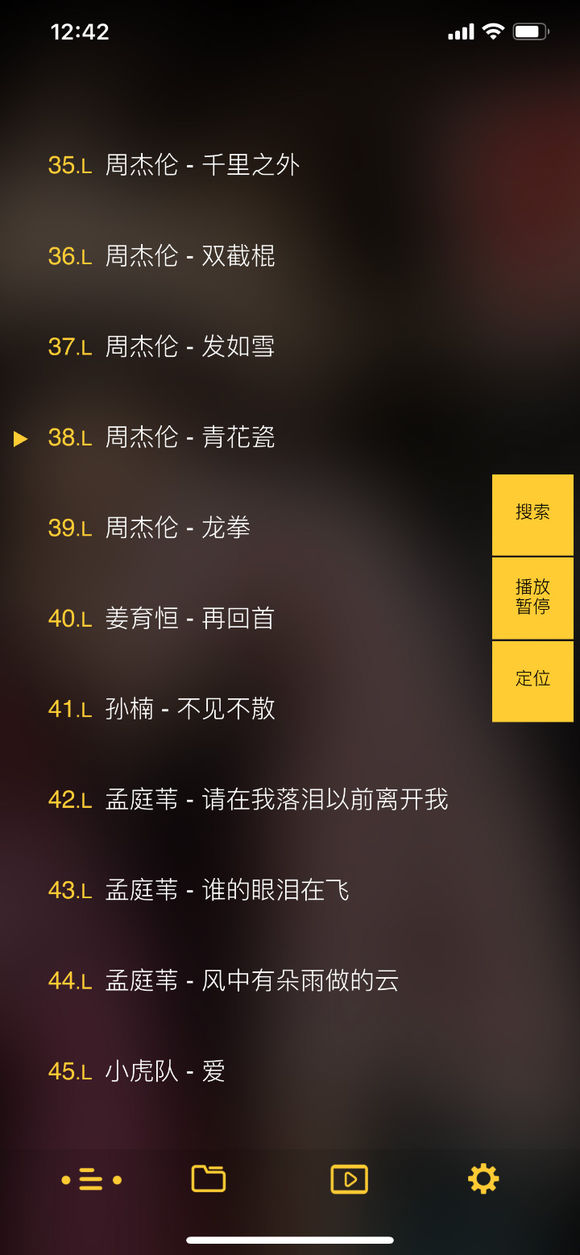 12:42
35.L 周杰伦 - 千里之外
36.L 周杰伦 - 双截棍
37.L 周杰伦 - 发如雪
38.L 周杰伦 - 青花瓷
39.L 周杰伦 - 龙拳
搜索
播放
暂停
40.L 姜育恒 - 再回首
定位
41.L 孙楠 - 不见不散
42.L 孟庭苇 - 请在我落泪以前离开我
43.L 孟庭苇 - 谁的眼泪在飞
44.L 孟庭苇 - 风中有朵雨做的云
45.L 小虎队 - 爱